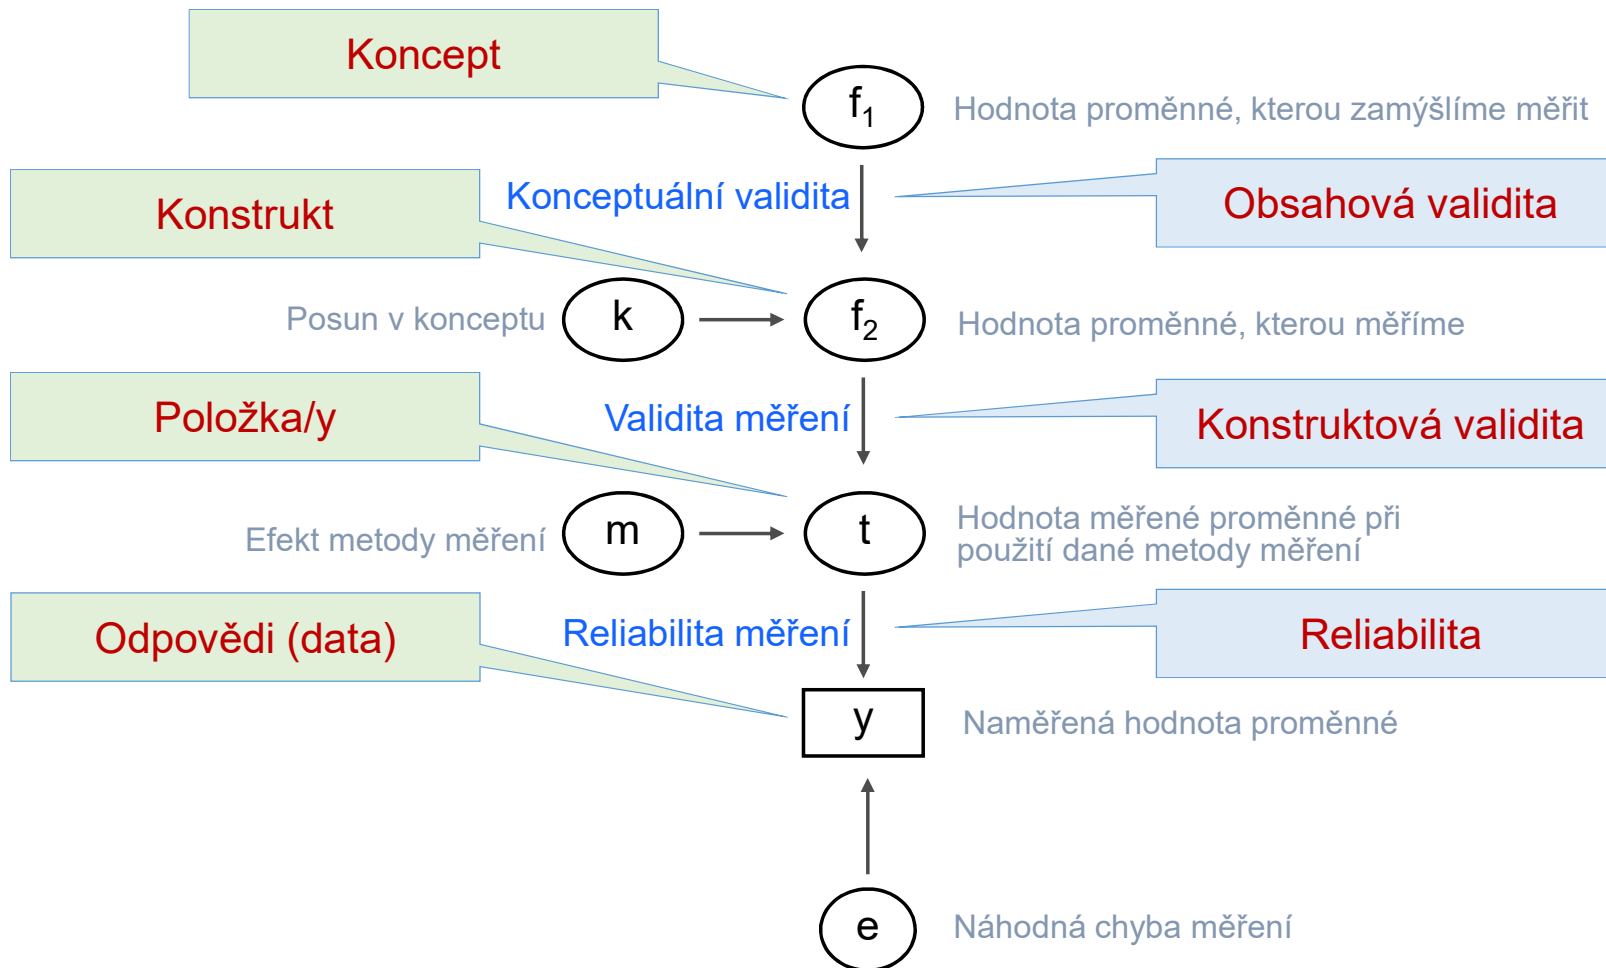 Koncept
f₁
Hodnota proměnné, kterou zamýšlíme měřit
Konstrukt
Konceptuální validita
Obsahová validita
Posun v konceptu
k
f₂
Hodnota proměnné, kterou měříme
Položka/y
Validita měření
Konstruktová validita
Efekt metody měření
m
t
Hodnota měřené proměnné při
použití dané metody měření
Odpovědi (data)
Reliabilita měření
Reliabilita
y
Naměřená hodnota proměnné
e
Náhodná chyba měření